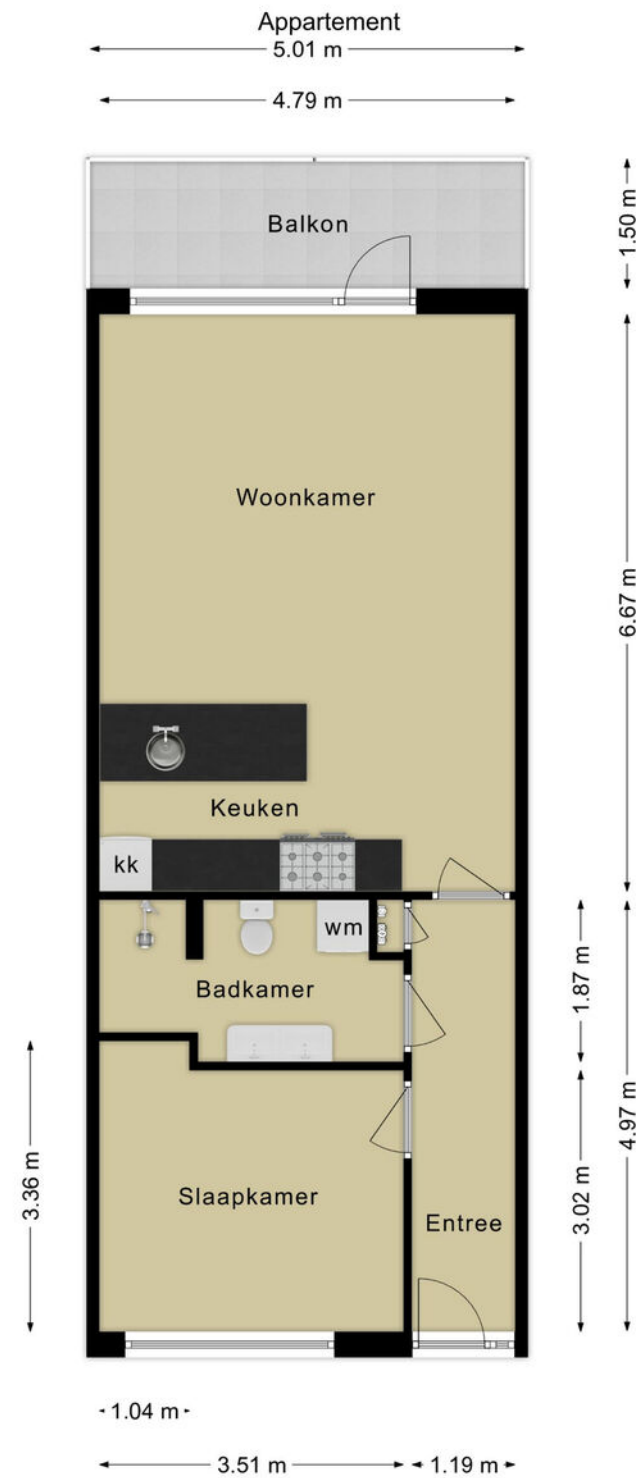 Appartement
5.01 m
4.79 m
Balkon
1.50 m
Woonkamer
6.67 m
Keuken
kk
wm
Badkamer
1.87 m
4.97 m
3.36 m
Slaapkamer
3.02 m
Entree
1.04 m
3.51 m
1.19 m